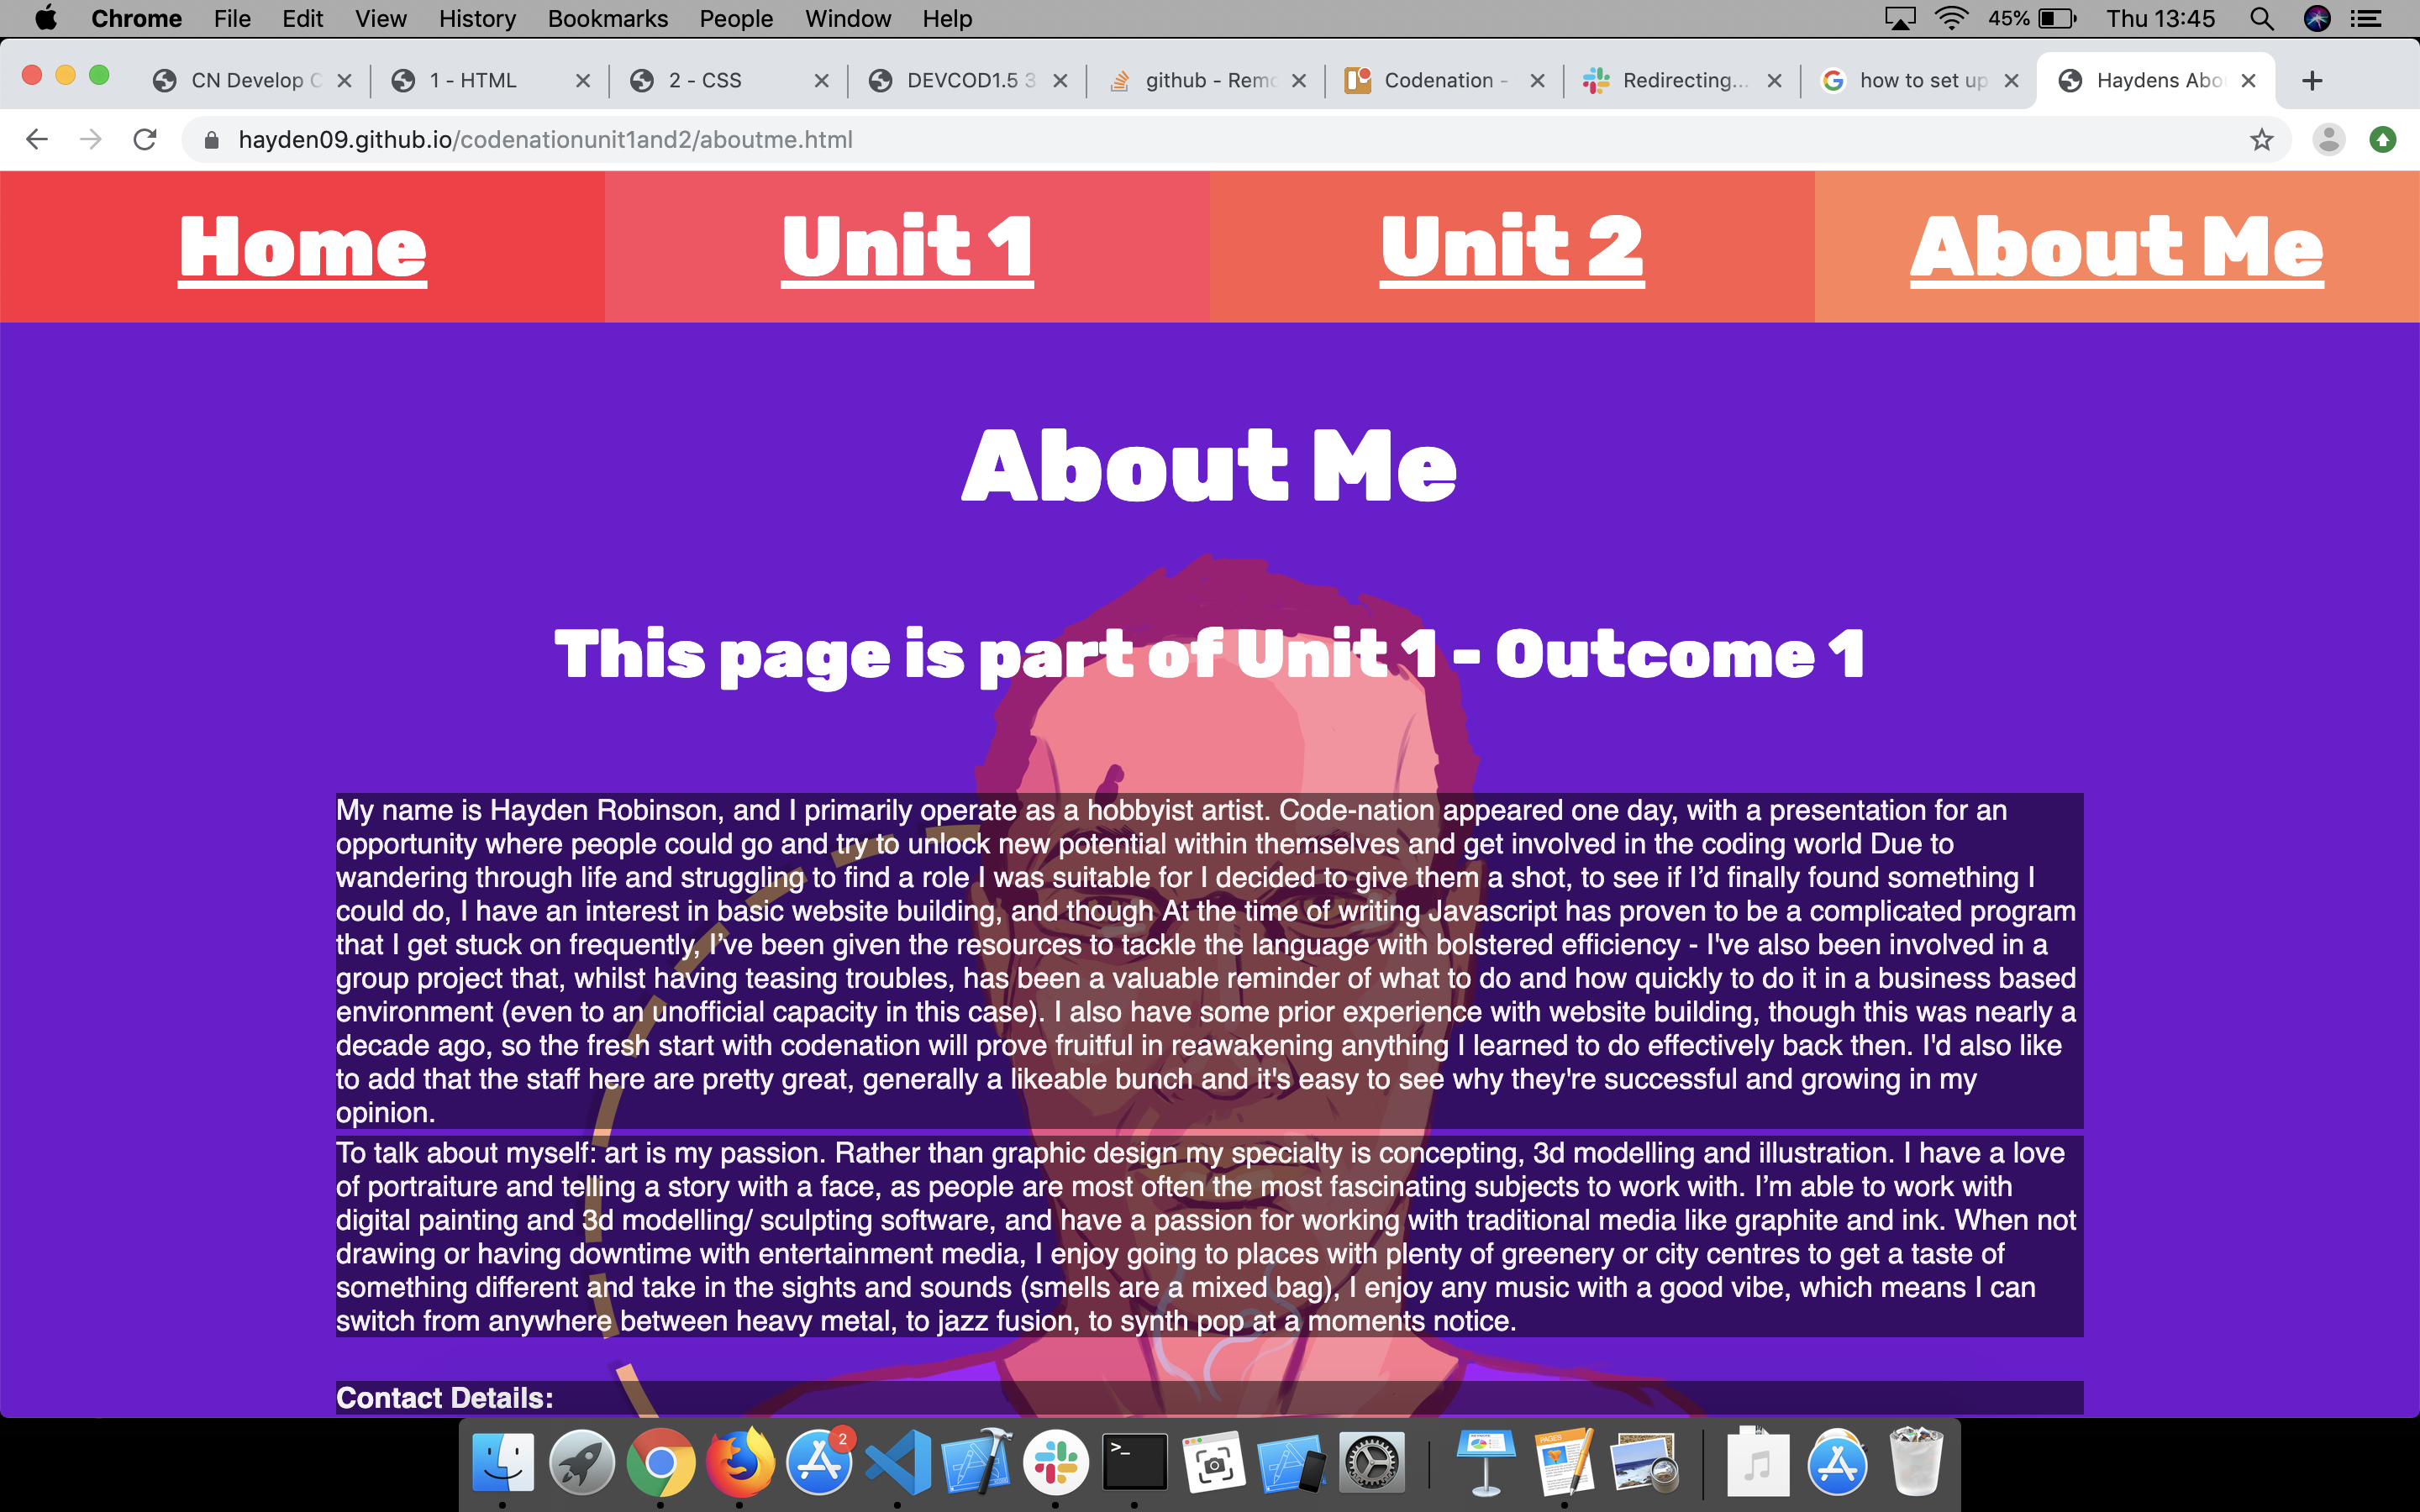 Chrome File Edit View History Bookmarks People Window Help 45% Thu 13:45
CN Develop 1 - HTML 2 - CSS DEVCOD1.5 3 github - Remo Codenation - Redirecting... how to set up Haydens Abo
hayden09.github.io/codenationunit1and2/aboutme.html
Home Unit 1 Unit 2 About Me
About Me
This page is part of Unit 1 - Outcome 1
My name is Hayden Robinson, and I primarily operate as a hobbyist artist. Code-nation appeared one day, with a presentation for an
opportunity where people could go and try to unlock new potential within themselves and get involved in the coding world Due to
wandering through life and struggling to find a role I was suitable for I decided to give them a shot, to see if I’d finally found something I
could do, I have an interest in basic website building, and though At the time of writing Javascript has proven to be a complicated program
that I get stuck on frequently, I’ve been given the resources to tackle the language with bolstered efficiency - I've also been involved in a
group project that, whilst having teasing troubles, has been a valuable reminder of what to do and how quickly to do it in a business based
environment (even to an unofficial capacity in this case). I also have some prior experience with website building, though this was nearly a
decade ago, so the fresh start with codenation will prove fruitful in reawakening anything I learned to do effectively back then. I'd also like
to add that the staff here are pretty great, generally a likeable bunch and it's easy to see why they're successful and growing in my
opinion.
To talk about myself: art is my passion. Rather than graphic design my specialty is concepting, 3d modelling and illustration. I have a love
of portraiture and telling a story with a face, as people are most often the most fascinating subjects to work with. I’m able to work with
digital painting and 3d modelling/ sculpting software, and have a passion for working with traditional media like graphite and ink. When not
drawing or having downtime with entertainment media, I enjoy going to places with plenty of greenery or city centres to get a taste of
something different and take in the sights and sounds (smells are a mixed bag), I enjoy any music with a good vibe, which means I can
switch from anywhere between heavy metal, to jazz fusion, to synth pop at a moments notice.
Contact Details:
2
>_
PAGES